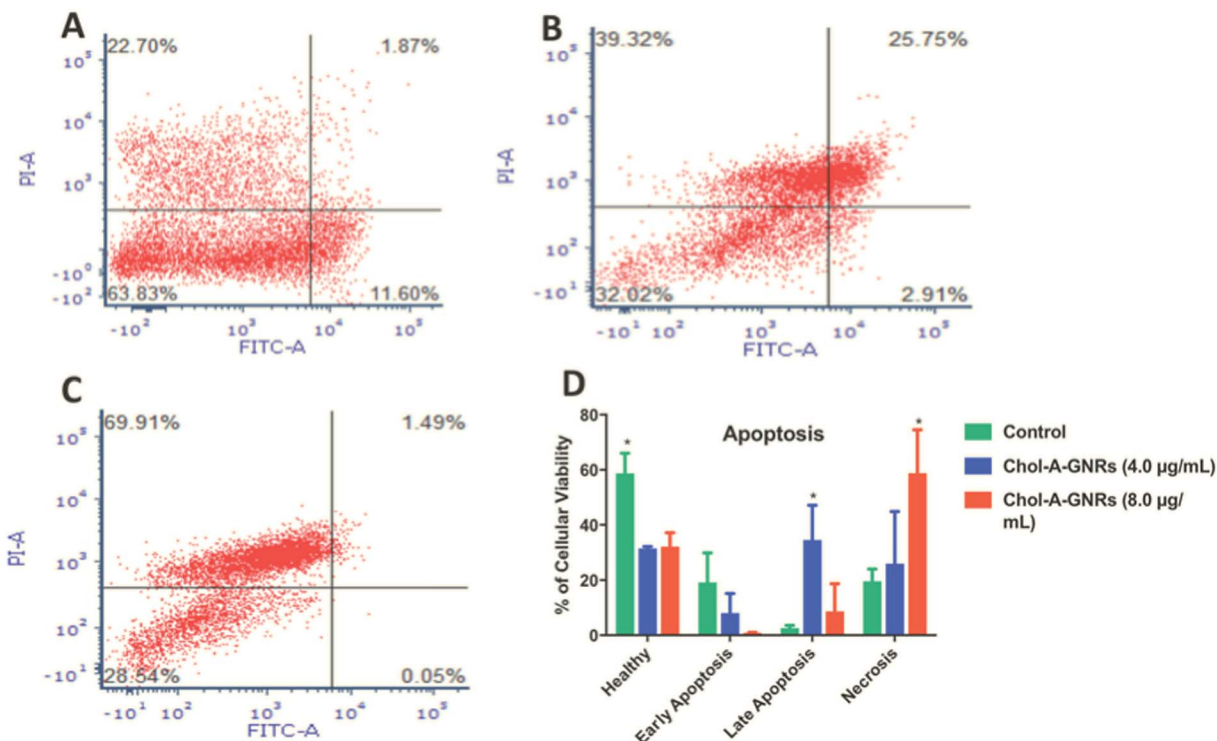 A
22.70%
1.87%
10⁵
10⁴
10³
-10⁰
-10²
PI-A
63.83%
11.60%
-10²
10³
10⁴
10⁵
FITC-A
B
39.32%
25.75%
10⁵
10⁴
10³
10²
-10¹
PI-A
32.02%
2.91%
-10¹
10²
10³
10⁴
10⁵
FITC-A
C
69.91%
1.49%
10⁵
10⁴
10³
10²
-10¹
PI-A
28.54%
0.05%
-10¹
10²
10³
10⁴
10⁵
FITC-A
D
Apoptosis
80
60
40
20
0
% of Cellular Viability
*
*
*
Healthy
Early Apoptosis
Late Apoptosis
Necrosis
Control
Chol-A-GNRs (4.0 µg/mL)
Chol-A-GNRs (8.0 µg/
mL)